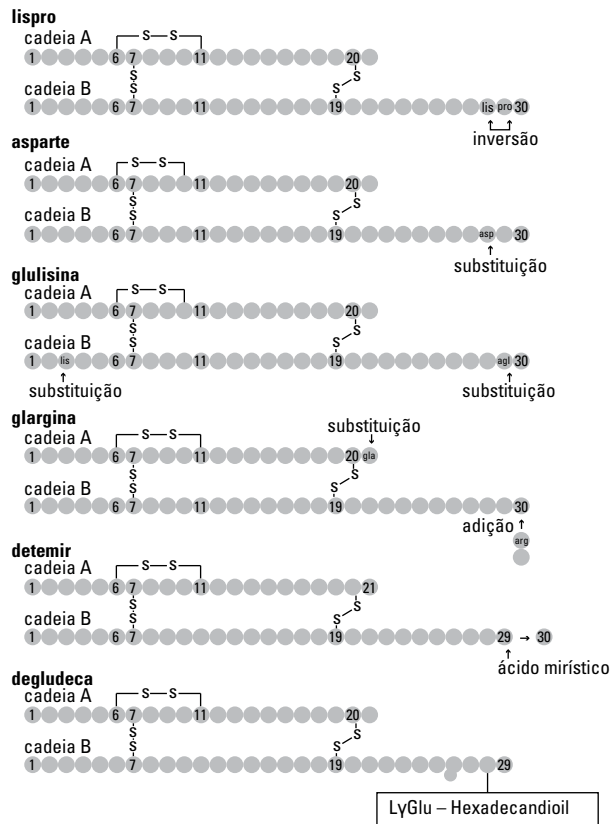 lispro
cadeia A
S S
1 6 7 11 20
S S S S
cadeia B
1 6 7 11 19 lis pro 30
inversão
asparte
cadeia A
S S
1 6 7 11 20
S S S S
cadeia B
1 6 7 11 19 asp 30
substituição
glulisina
cadeia A
S S
1 6 7 11 20
S S S S
cadeia B
1 lis 6 7 11 19 agl 30
substituição substituição
glargina
substituição
cadeia A
S S
1 6 7 11 20 gla
S S S S
cadeia B
1 6 7 11 19 30
adição
arg
detemir
cadeia A
S S
1 6 7 11 21
S S S S
cadeia B
1 6 7 11 19 29 → 30
ácido mirístico
degludeca
cadeia A
S S
1 6 7 11 20
S S S S
cadeia B
1 7 19 29
LγGlu – Hexadecandioil